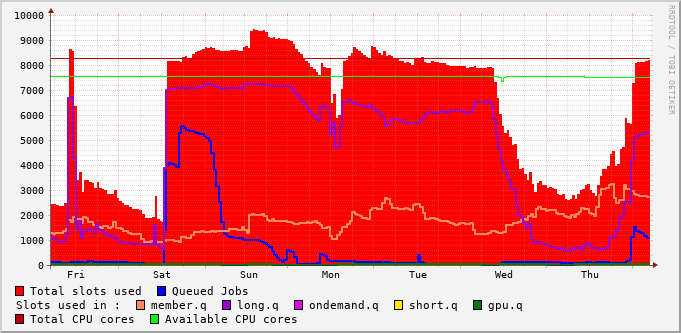 10000
9000
8000
7000
6000
5000
4000
3000
2000
1000
0
Fri Sat Sun Mon Tue Wed Thu
RRDTOOL / TOBI OETIKER
Total slots used Queued Jobs
Slots used in : member.q long.q ondemand.q short.q gpu.q
Total CPU cores Available CPU cores